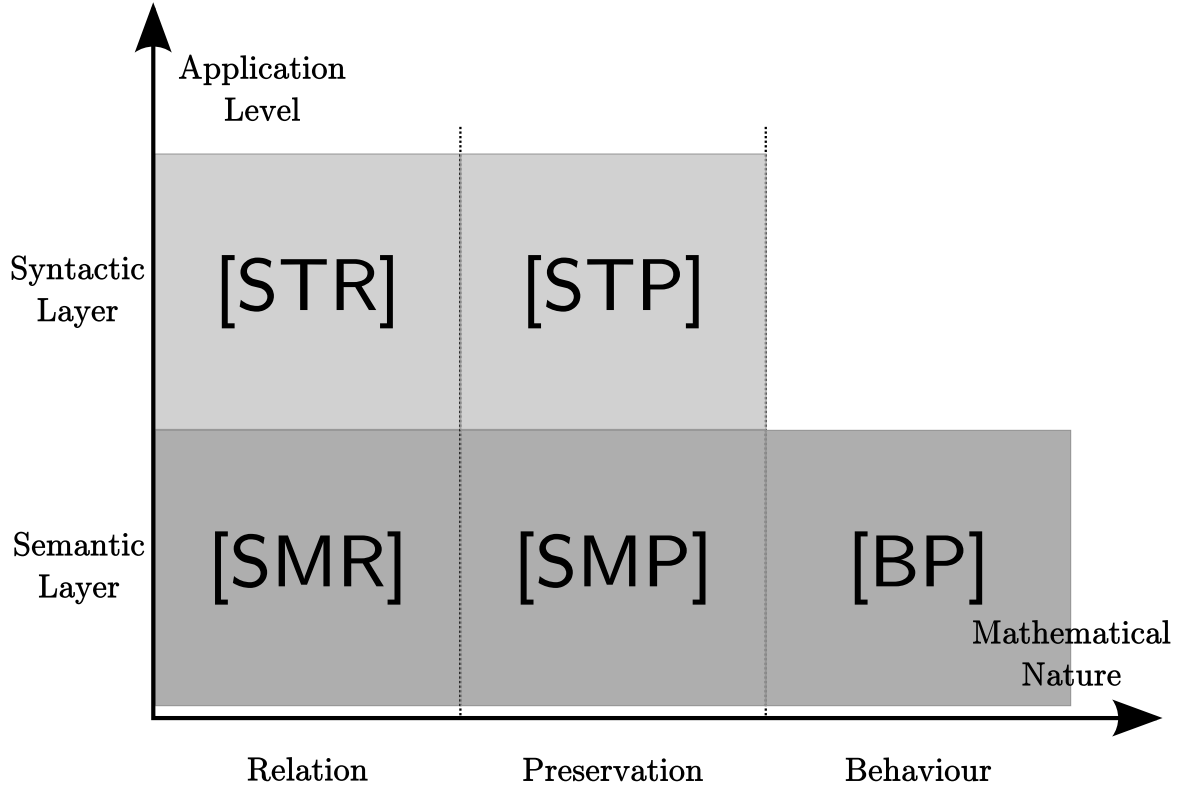 Application
Level
Syntactic
Layer
[STR]
[STP]
Semantic
Layer
[SMR]
[SMP]
[BP]
Mathematical
Nature
Relation
Preservation
Behaviour